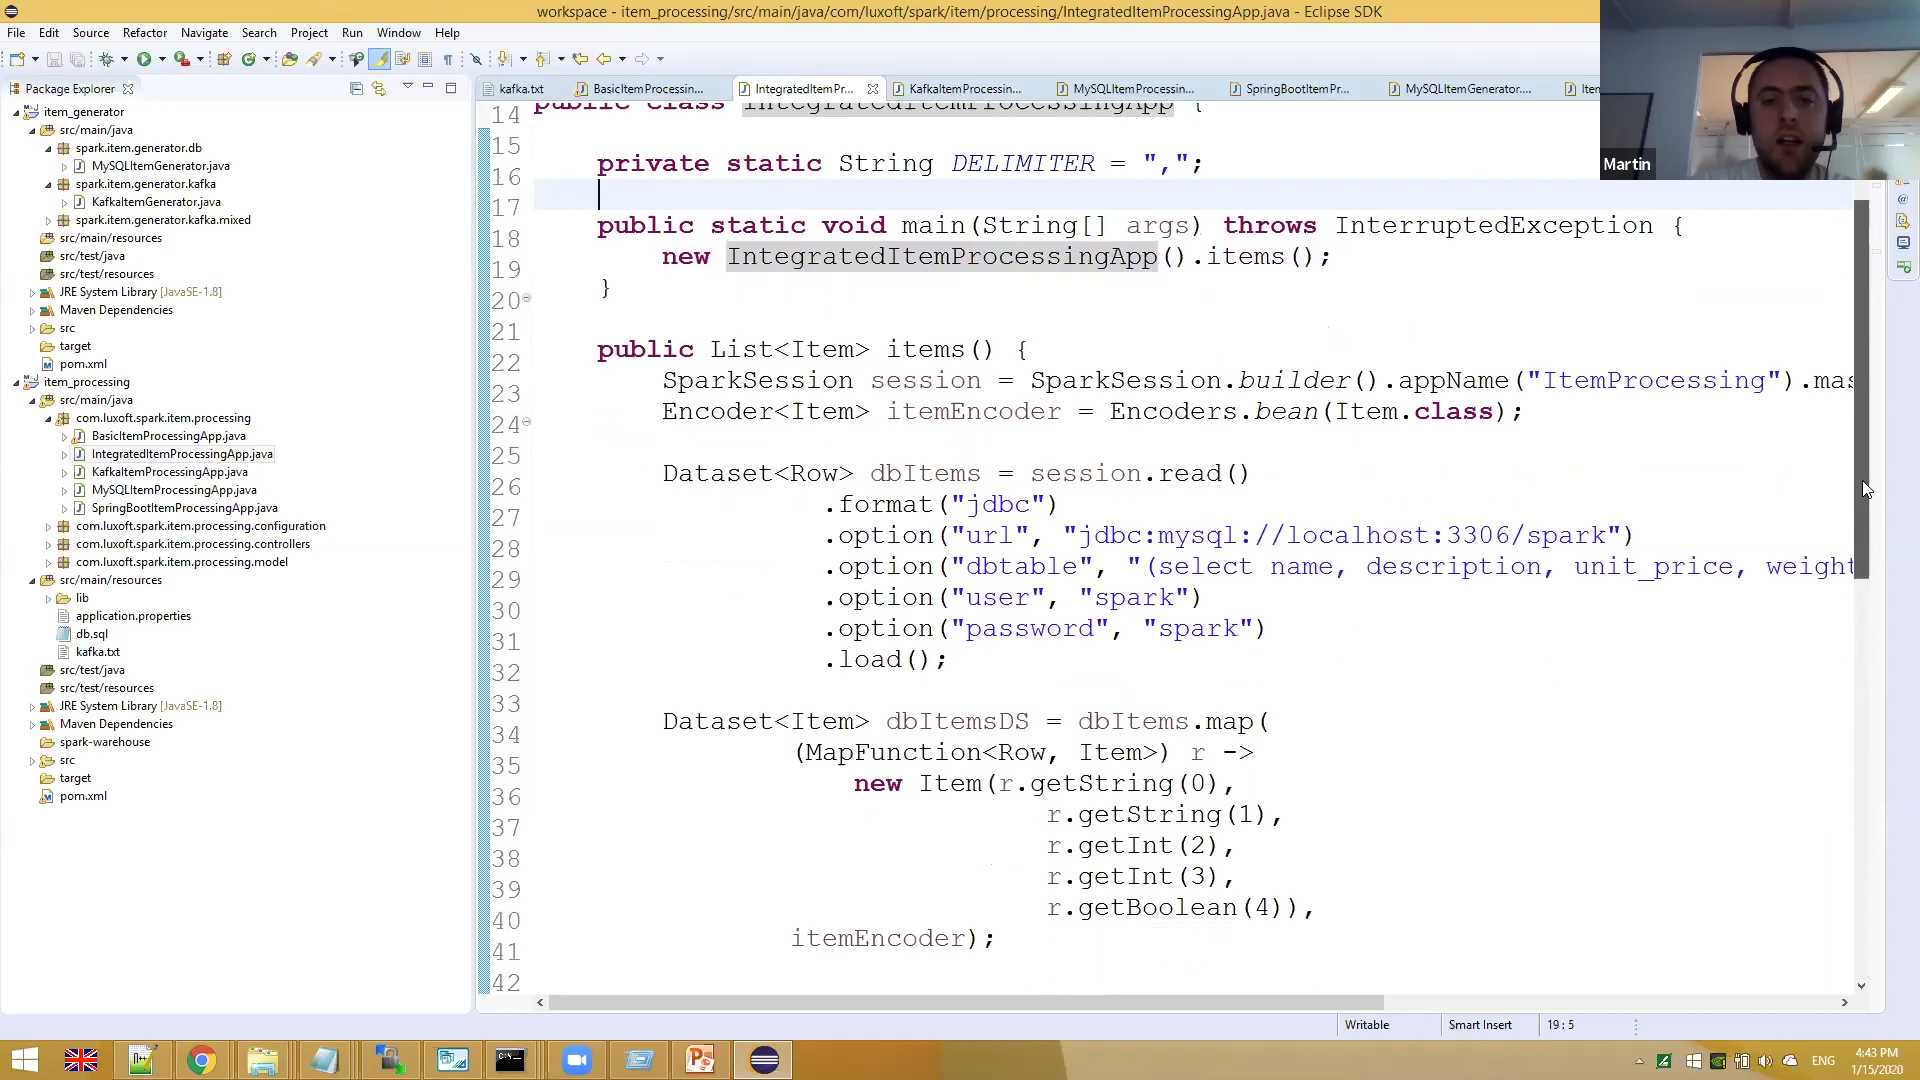 workspace - item_processing/src/main/java/com/luxoft/spark/item/processing/IntegratedItemProcessingApp.java - Eclipse SDK
File Edit Source Refactor Navigate Search Project Run Window Help
Package Explorer
kafka.txt BasicItemProcessin... IntegratedItemPr... KafkaItemProcessin... MySQLItemProcessin... SpringBootItemPr... MySQLItemGenerator....
item_generator
src/main/java
spark.item.generator.db
MySQLItemGenerator.java
spark.item.generator.kafka
KafkaItemGenerator.java
spark.item.generator.kafka.mixed
src/main/resources
src/test/java
src/test/resources
JRE System Library [JavaSE-1.8]
Maven Dependencies
src
target
pom.xml
item_processing
src/main/java
com.luxoft.spark.item.processing
BasicItemProcessingApp.java
IntegratedItemProcessingApp.java
KafkaItemProcessingApp.java
MySQLItemProcessingApp.java
SpringBootItemProcessingApp.java
com.luxoft.spark.item.processing.configuration
com.luxoft.spark.item.processing.controllers
com.luxoft.spark.item.processing.model
src/main/resources
lib
application.properties
db.sql
kafka.txt
src/test/java
src/test/resources
JRE System Library [JavaSE-1.8]
Maven Dependencies
spark-warehouse
src
target
pom.xml
14 public class IntegratedItemProcessingApp {
15
16 private static String DELIMITER = ",";
17
18 public static void main(String[] args) throws InterruptedException {
19 new IntegratedItemProcessingApp().items();
20 }
21
22 public List<Item> items() {
23 SparkSession session = SparkSession.builder().appName("ItemProcessing").mas
24 Encoder<Item> itemEncoder = Encoders.bean(Item.class);
25
26 Dataset<Row> dbItems = session.read()
27 .format("jdbc")
28 .option("url", "jdbc:mysql://localhost:3306/spark")
29 .option("dbtable", "(select name, description, unit_price, weight
30 .option("user", "spark")
31 .option("password", "spark")
32 .load();
33
34 Dataset<Item> dbItemsDS = dbItems.map(
35 (MapFunction<Row, Item>) r ->
36 new Item(r.getString(0),
37 r.getString(1),
38 r.getInt(2),
39 r.getInt(3),
40 r.getBoolean(4)),
41 itemEncoder);
42
Martin
Writable Smart Insert 19 : 5
ENG
4:43 PM
1/15/2020